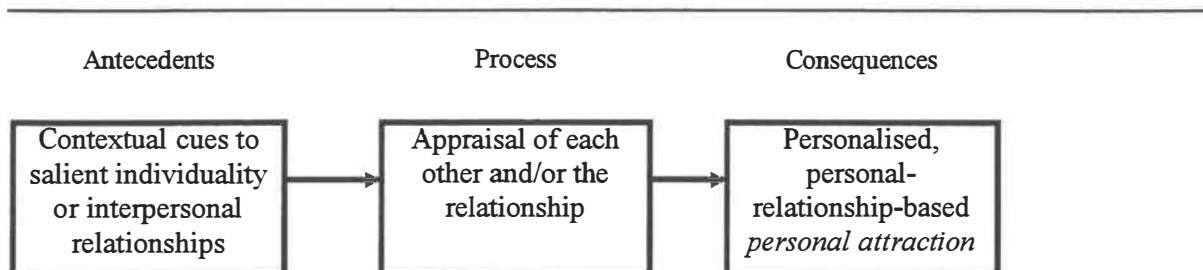 Antecedents
Process
Consequences
Contextual cues to
salient individuality
or interpersonal
relationships
Appraisal of each
other and/or the
relationship
Personalised,
personal-
relationship-based
personal attraction